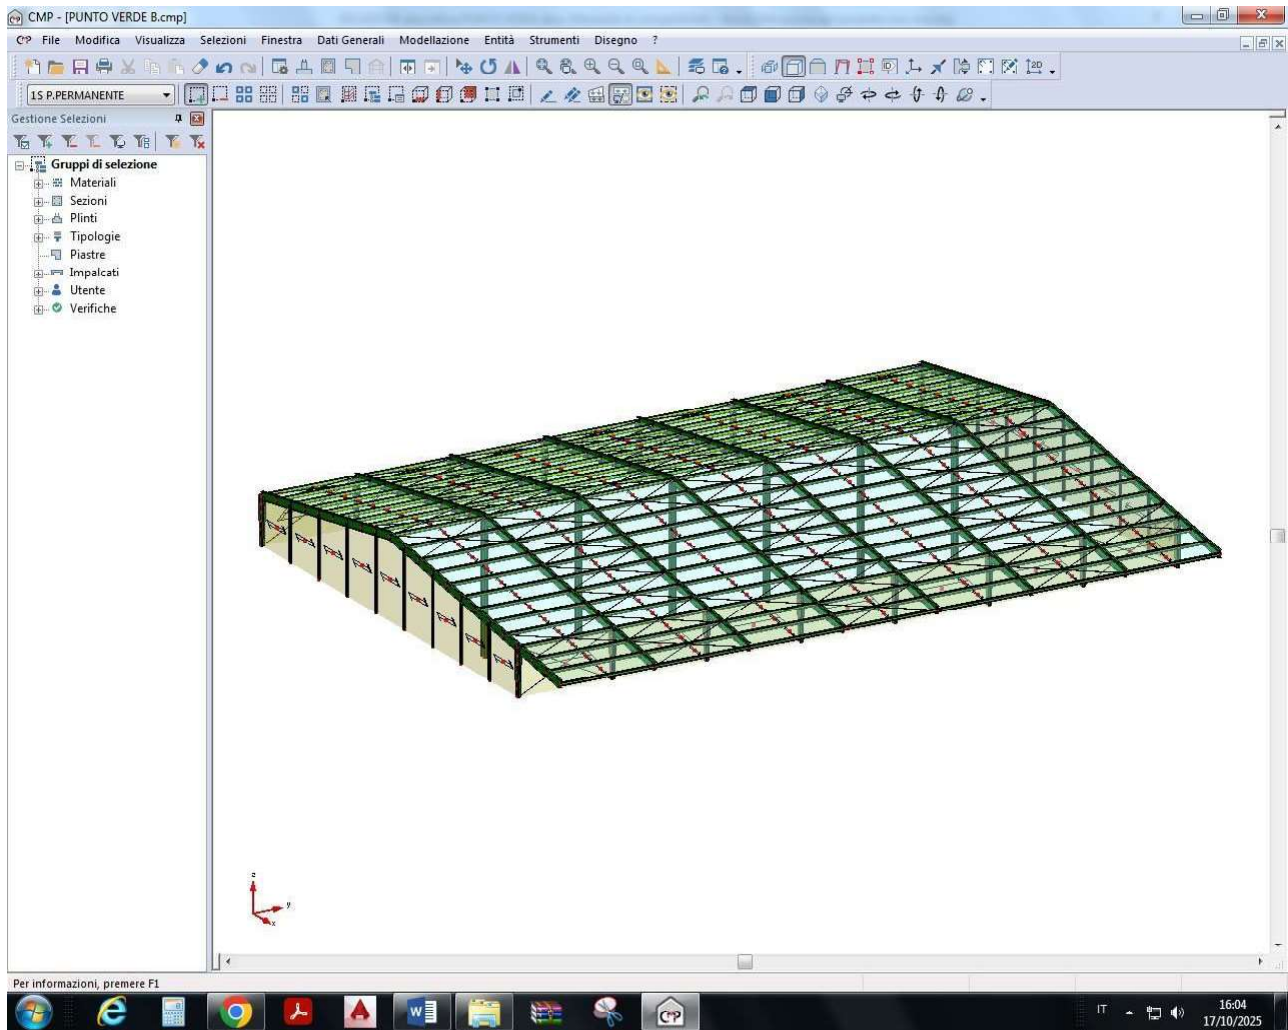 CMP - [PUNTO VERDE B.cmp]
File Modifica Visualizza Selezioni Finestra Dati Generali Modellazione Entità Strumenti Disegno ?
2D
1S P.PERMANENTE
Gestione Selezioni
Gruppi di selezione
Materiali
Sezioni
Plinti
Tipologie
Piastre
Impalcati
Utente
Verifiche
z
y
x
Per informazioni, premere F1
IT
16:04
17/10/2025